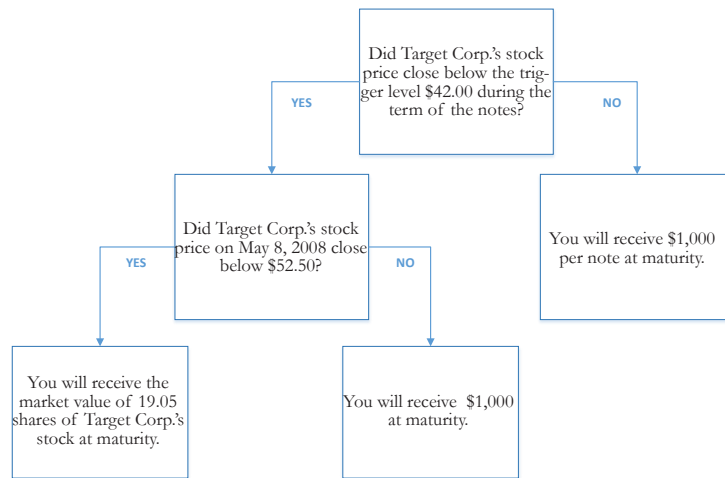 Did Target Corp.'s stock
price close below the trig-
ger level $42.00 during the
term of the notes?
YES
NO
Did Target Corp.'s stock
price on May 8, 2008 close
below $52.50?
You will receive $1,000
per note at maturity.
YES
NO
You will receive the
market value of 19.05
shares of Target Corp.'s
stock at maturity.
You will receive $1,000
at maturity.